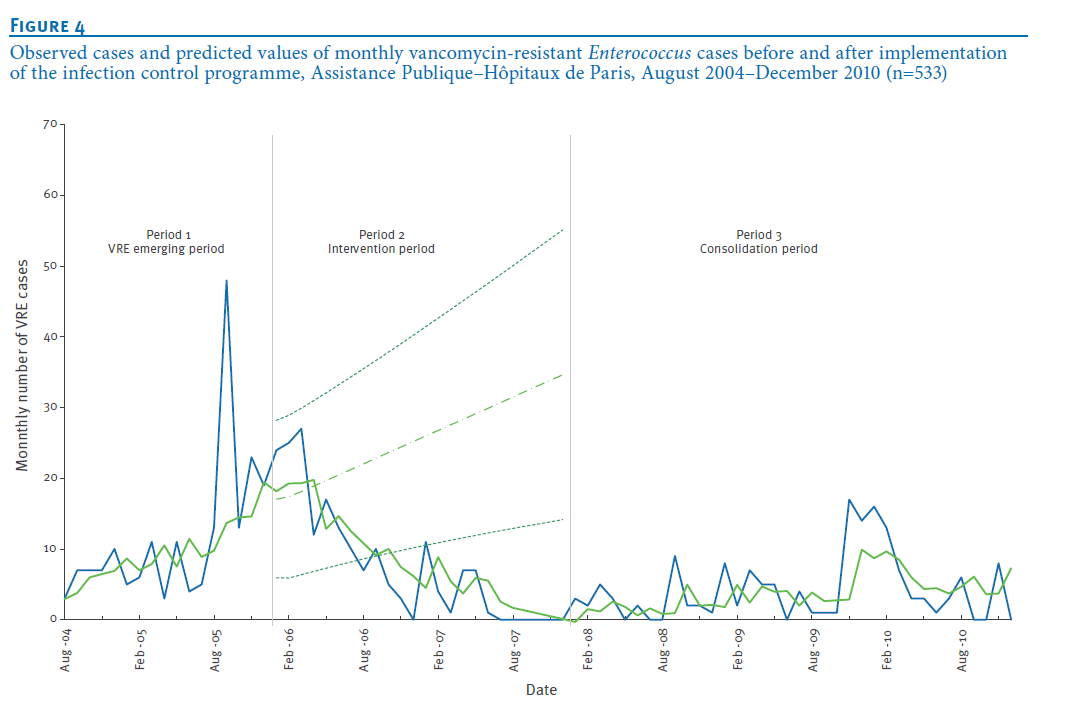 FIGURE 4
Observed cases and predicted values of monthly vancomycin-resistant Enterococcus cases before and after implementation
of the infection control programme, Assistance Publique–Hôpitaux de Paris, August 2004–December 2010 (n=533)
70
60
50
40
30
20
10
0
Monnthly number of VRE cases
Period 1
VRE emerging period
Period 2
Intervention period
Period 3
Consolidation period
Aug -04
Feb -05
Aug -05
Feb -06
Aug -06
Feb -07
Aug -07
Feb -08
Aug -08
Feb -09
Aug -09
Feb -10
Aug -10
Date